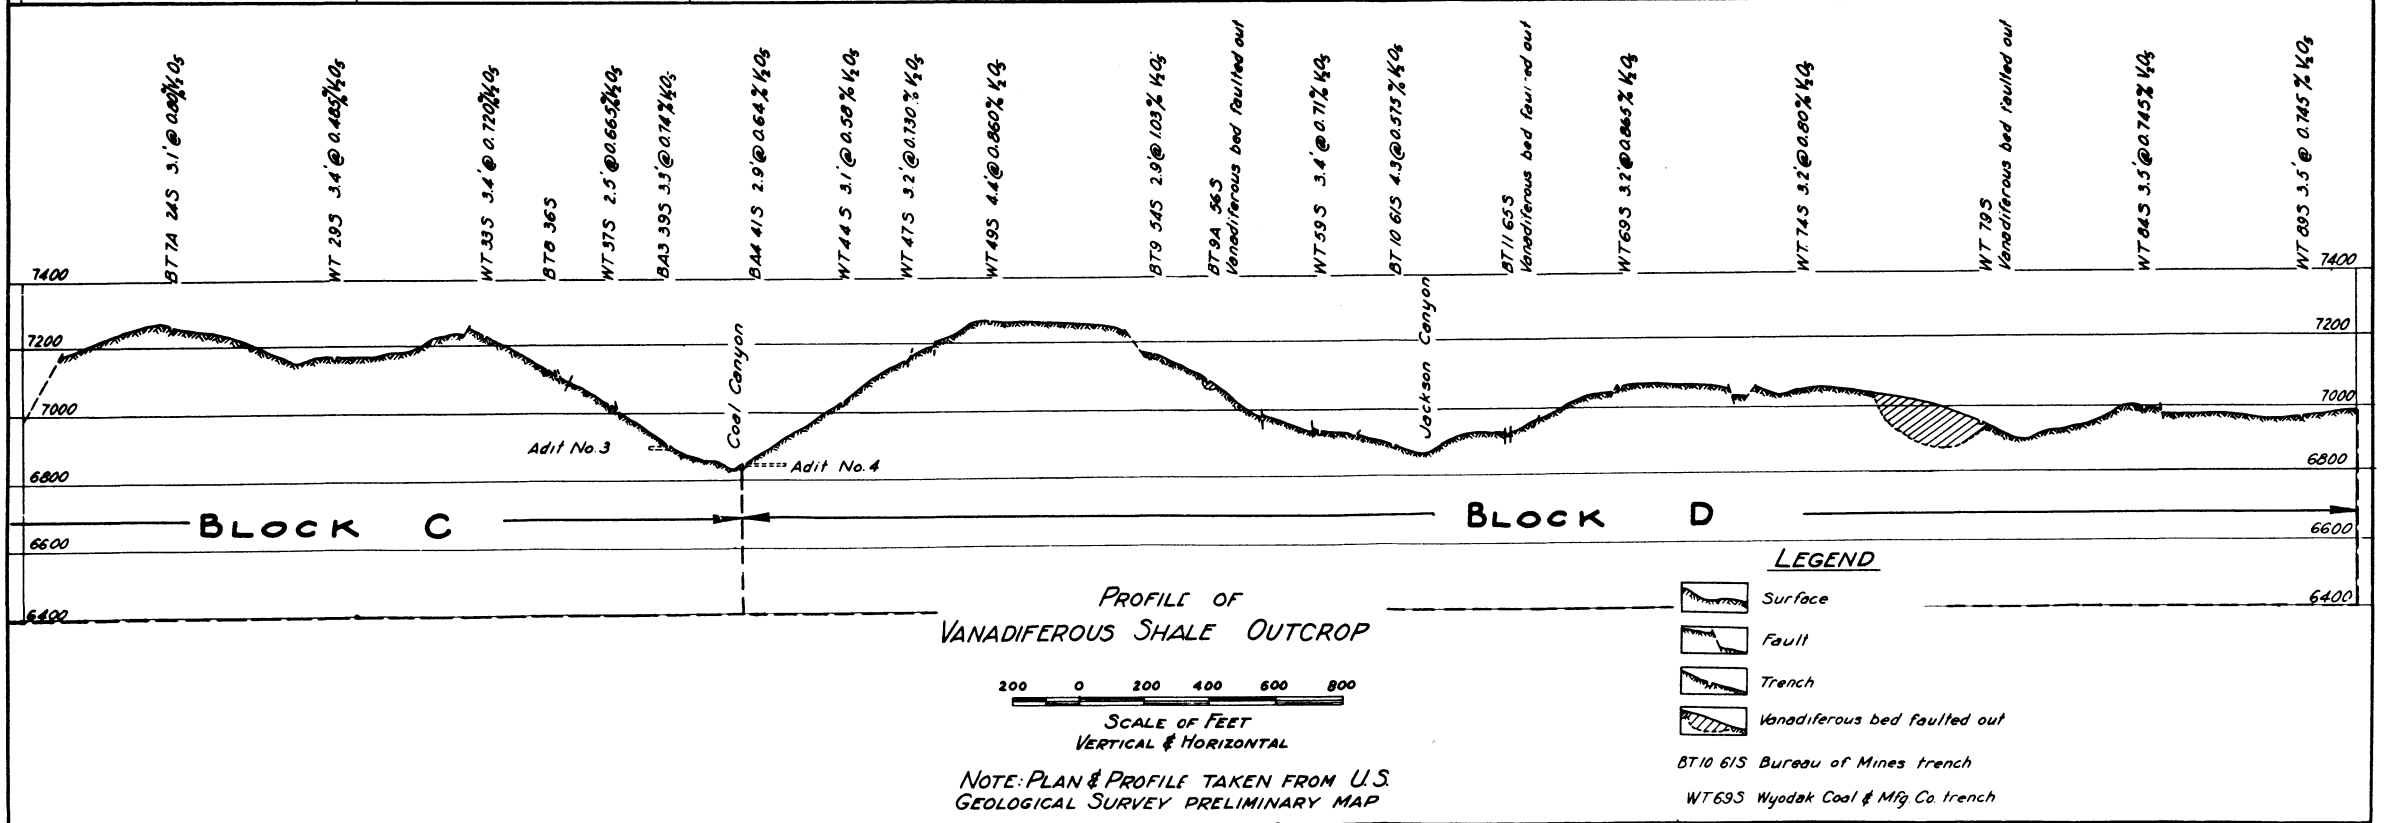 BT 7A 24S 3.1'@ 0.80% V₂O₅
WT 29S 3.4'@ 0.485% V₂O₅
WT 33S 3.4'@ 0.720% V₂O₅
BT8 36S
WT 37S 2.5'@ 0.665% V₂O₅
BA3 39S 3.3'@ 0.74% V₂O₅
BA4 41S 2.9'@ 0.64% V₂O₅
WT 44S 3.1'@ 0.58% V₂O₅
WT 47S 3.2'@ 0.730% V₂O₅
WT 49S 4.4'@ 0.860% V₂O₅
BT9 54S 2.9'@ 1.03% V₂O₅
BT9A 56S
Vanadiferous bed faulted out
WT 59S 3.4'@ 0.71% V₂O₅
BT 10 61S 4.3@ 0.575% V₂O₅
BT 11 65S
Vanadiferous bed faulted out
WT 69S 3.2'@ 0.865% V₂O₅
WT 74S 3.2'@ 0.80% V₂O₅
WT 79S
Vanadiferous bed faulted out
WT 84S 3.5'@ 0.745% V₂O₅
WT 89S 3.5'@ 0.745% V₂O₅
7400
7400
7200
7200
7000
7000
Coal Canyon
Jackson Canyon
Adit No. 3
Adit No. 4
6800
6800
BLOCK C
BLOCK D
6600
6600
6400
6400
PROFILE OF
VANADIFEROUS SHALE OUTCROP
200 0 200 400 600 800
SCALE OF FEET
VERTICAL & HORIZONTAL
NOTE: PLAN & PROFILE TAKEN FROM U.S.
GEOLOGICAL SURVEY PRELIMINARY MAP
LEGEND
Surface
Fault
Trench
Vanadiferous bed faulted out
BT10 61S Bureau of Mines trench
WT69S Wyodak Coal & Mfg. Co. trench